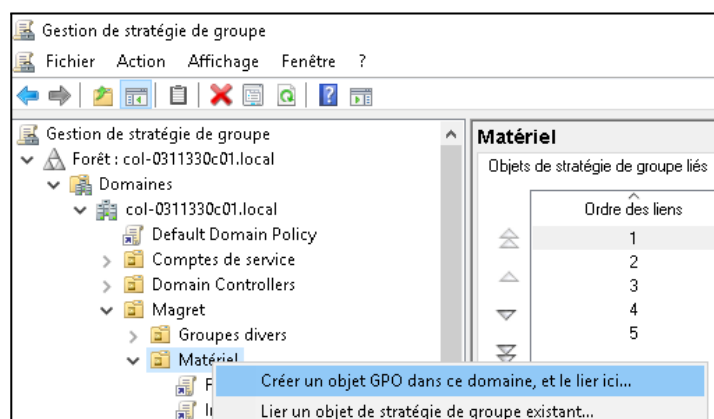 Gestion de stratégie de groupe
Fichier Action Affichage Fenêtre ?
Gestion de stratégie de groupe
Forêt : col-0311330c01.local
Domaines
col-0311330c01.local
Default Domain Policy
Comptes de service
Domain Controllers
Magret
Groupes divers
Matériel
Matériel
Objets de stratégie de groupe liés
Ordre des liens
1
2
3
4
5
Créer un objet GPO dans ce domaine, et le lier ici...
Lier un objet de stratégie de groupe existant...